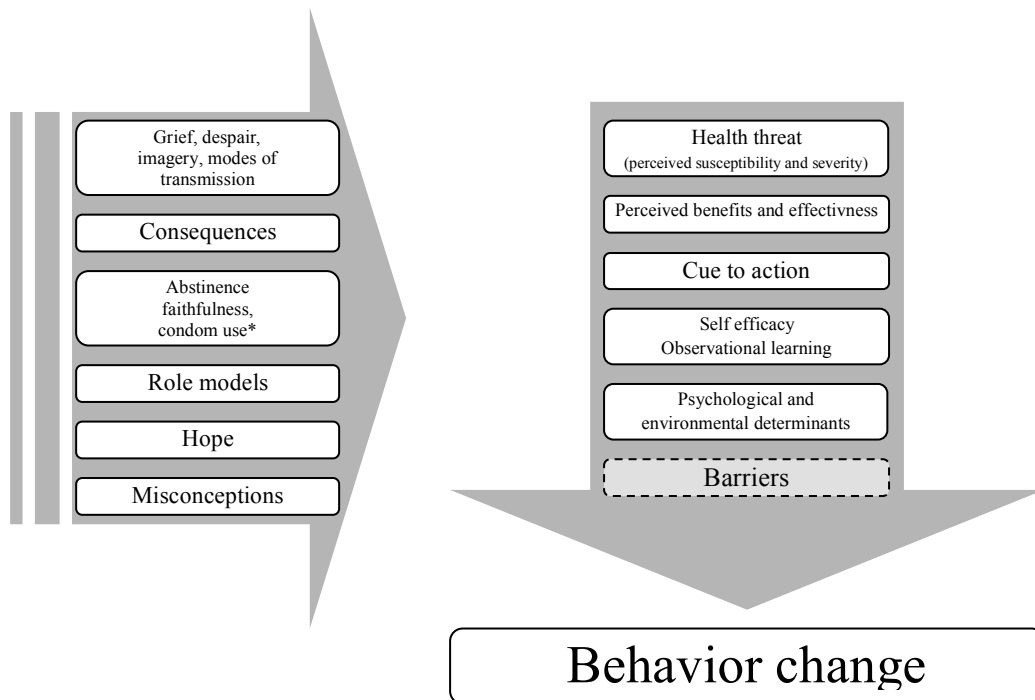 Grief, despair,
imagery, modes of
transmission
Consequences
Abstinence
faithfulness,
condom use*
Role models
Hope
Misconceptions
Health threat
(perceived susceptibility and severity)
Perceived benefits and effectivness
Cue to action
Self efficacy
Observational learning
Psychological and
environmental determinants
Barriers
Behavior change